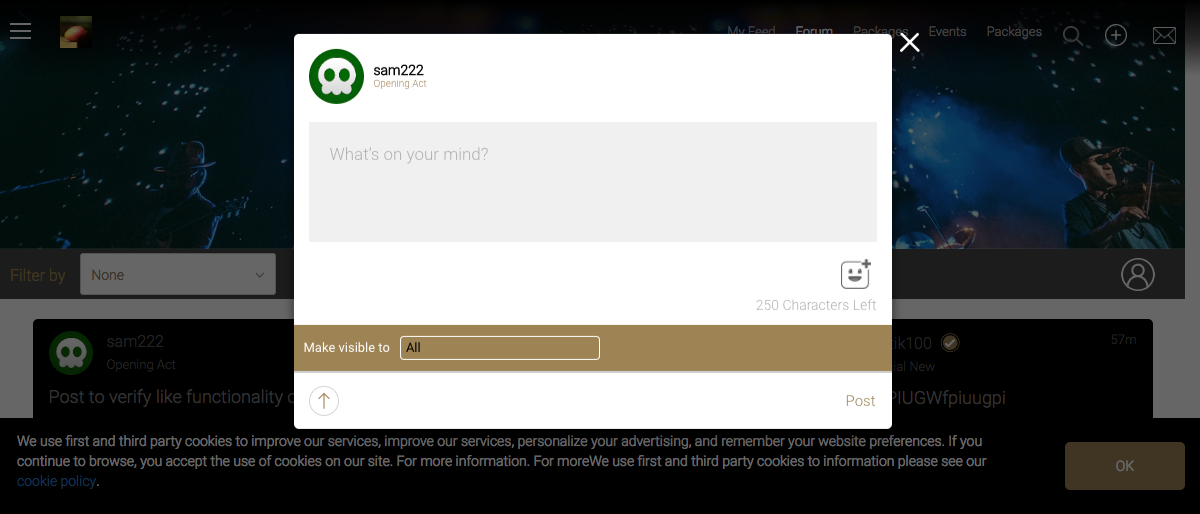 My Feed Forum Packages Events Packages
sam222
Opening Act
What's on your mind?
Filter by None
250 Characters Left
Make visible to All
sam222
Opening Act
Post to verify like functionality
ik100 57m
al New
PIUGWfpiuugpi
Post
We use first and third party cookies to improve our services, improve our services, personalize your advertising, and remember your website preferences. If you
continue to browse, you accept the use of cookies on our site. For more information. For moreWe use first and third party cookies to information please see our
cookie policy.
OK